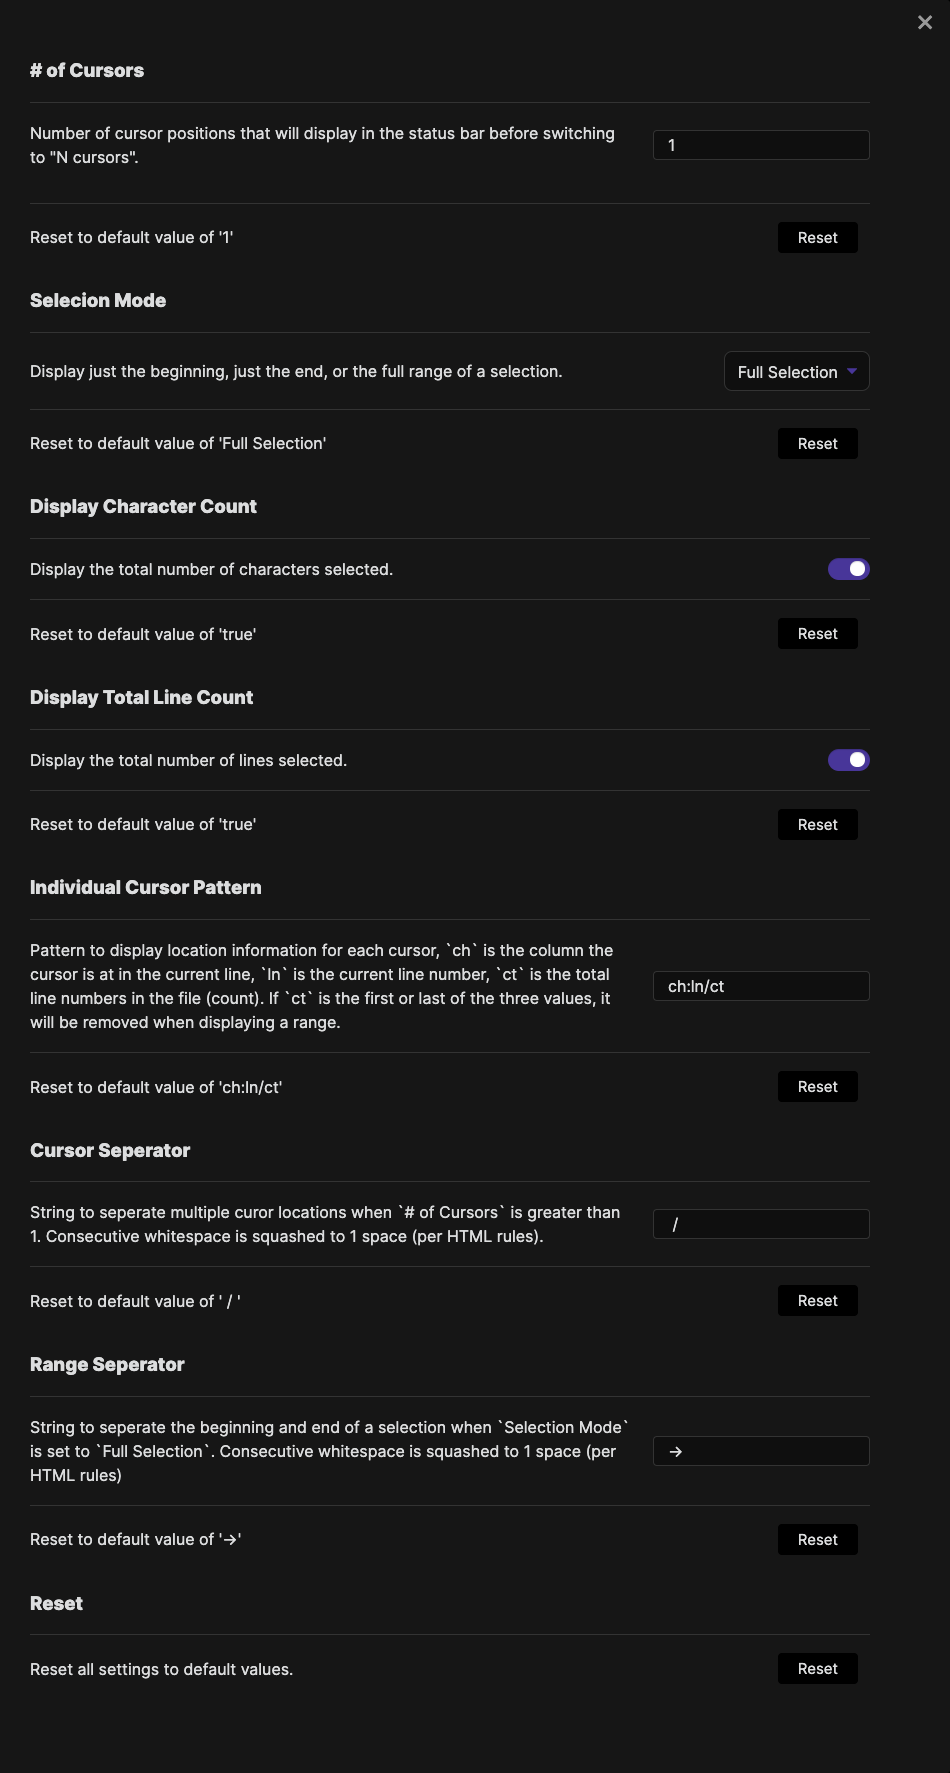 # of Cursors
Number of cursor positions that will display in the status bar before switching
to "N cursors".
1
Reset to default value of '1'
Reset
Selecion Mode
Display just the beginning, just the end, or the full range of a selection.
Full Selection
Reset to default value of 'Full Selection'
Reset
Display Character Count
Display the total number of characters selected.
Reset to default value of 'true'
Reset
Display Total Line Count
Display the total number of lines selected.
Reset to default value of 'true'
Reset
Individual Cursor Pattern
Pattern to display location information for each cursor, `ch` is the column the
cursor is at in the current line, `ln` is the current line number, `ct` is the total
line numbers in the file (count). If `ct` is the first or last of the three values, it
will be removed when displaying a range.
ch:ln/ct
Reset to default value of 'ch:ln/ct'
Reset
Cursor Seperator
String to seperate multiple curor locations when `# of Cursors` is greater than
1. Consecutive whitespace is squashed to 1 space (per HTML rules).
/
Reset to default value of ' / '
Reset
Range Seperator
String to seperate the beginning and end of a selection when `Selection Mode`
is set to `Full Selection`. Consecutive whitespace is squashed to 1 space (per
HTML rules)
→
Reset to default value of '→'
Reset
Reset
Reset all settings to default values.
Reset